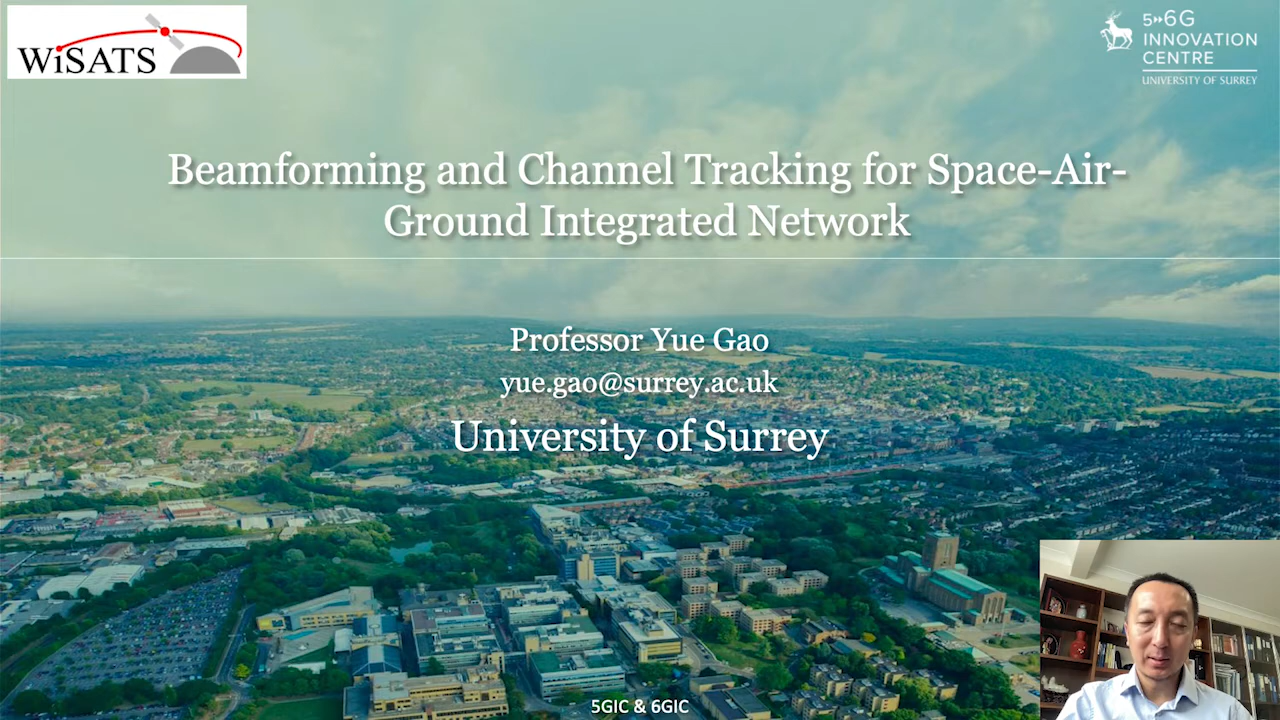 WiSATS
5▸▸6G
INNOVATION
CENTRE
UNIVERSITY OF SURREY
Beamforming and Channel Tracking for Space-Air-
Ground Integrated Network
Professor Yue Gao
yue.gao@surrey.ac.uk
University of Surrey
5GIC & 6GIC